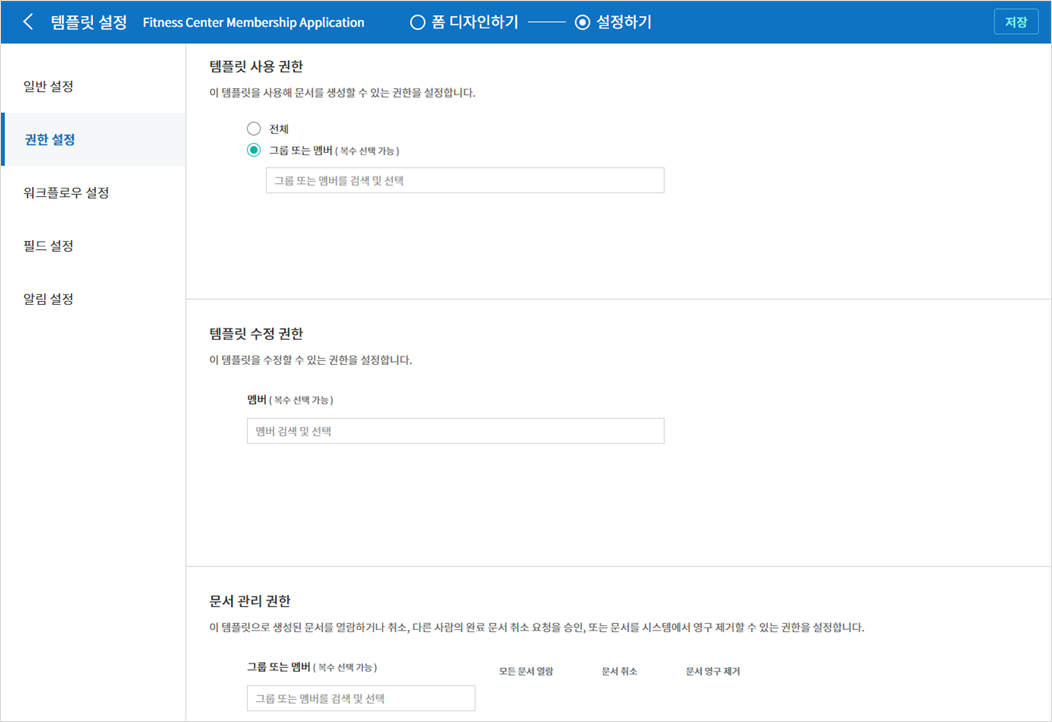 템플릿 설정 Fitness Center Membership Application 폼 디자인하기 설정하기 저장
일반 설정
권한 설정
워크플로우 설정
필드 설정
알림 설정
템플릿 사용 권한
이 템플릿을 사용해 문서를 생성할 수 있는 권한을 설정합니다.
전체
그룹 또는 멤버 ( 복수 선택 가능 )
그룹 또는 멤버를 검색 및 선택
템플릿 수정 권한
이 템플릿을 수정할 수 있는 권한을 설정합니다.
멤버 ( 복수 선택 가능 )
멤버 검색 및 선택
문서 관리 권한
이 템플릿으로 생성된 문서를 열람하거나 취소, 다른 사람의 완료 문서 취소 요청을 승인, 또는 문서를 시스템에서 영구 제거할 수 있는 권한을 설정합니다.
그룹 또는 멤버 ( 복수 선택 가능 ) 모든 문서 열람 문서 취소 문서 영구 제거
그룹 또는 멤버를 검색 및 선택